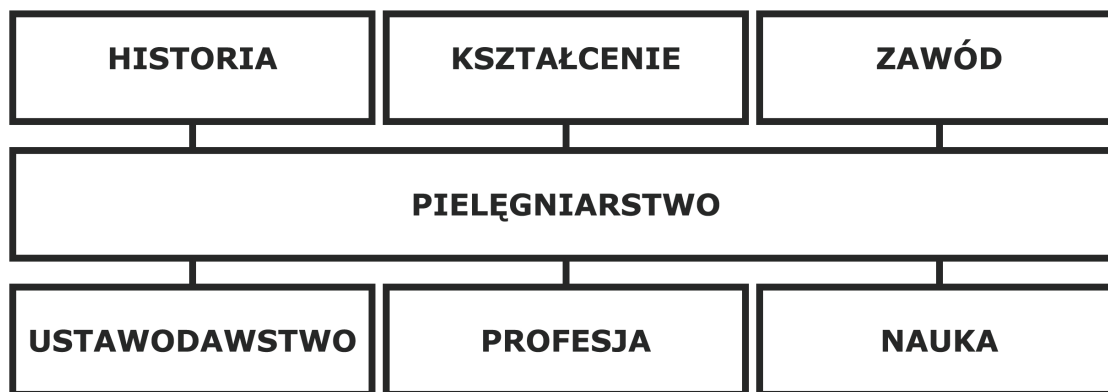 HISTORIA
KSZTAŁCENIE
ZAWÓD
PIELĘGNIARSTWO
USTAWODAWSTWO
PROFESJA
NAUKA